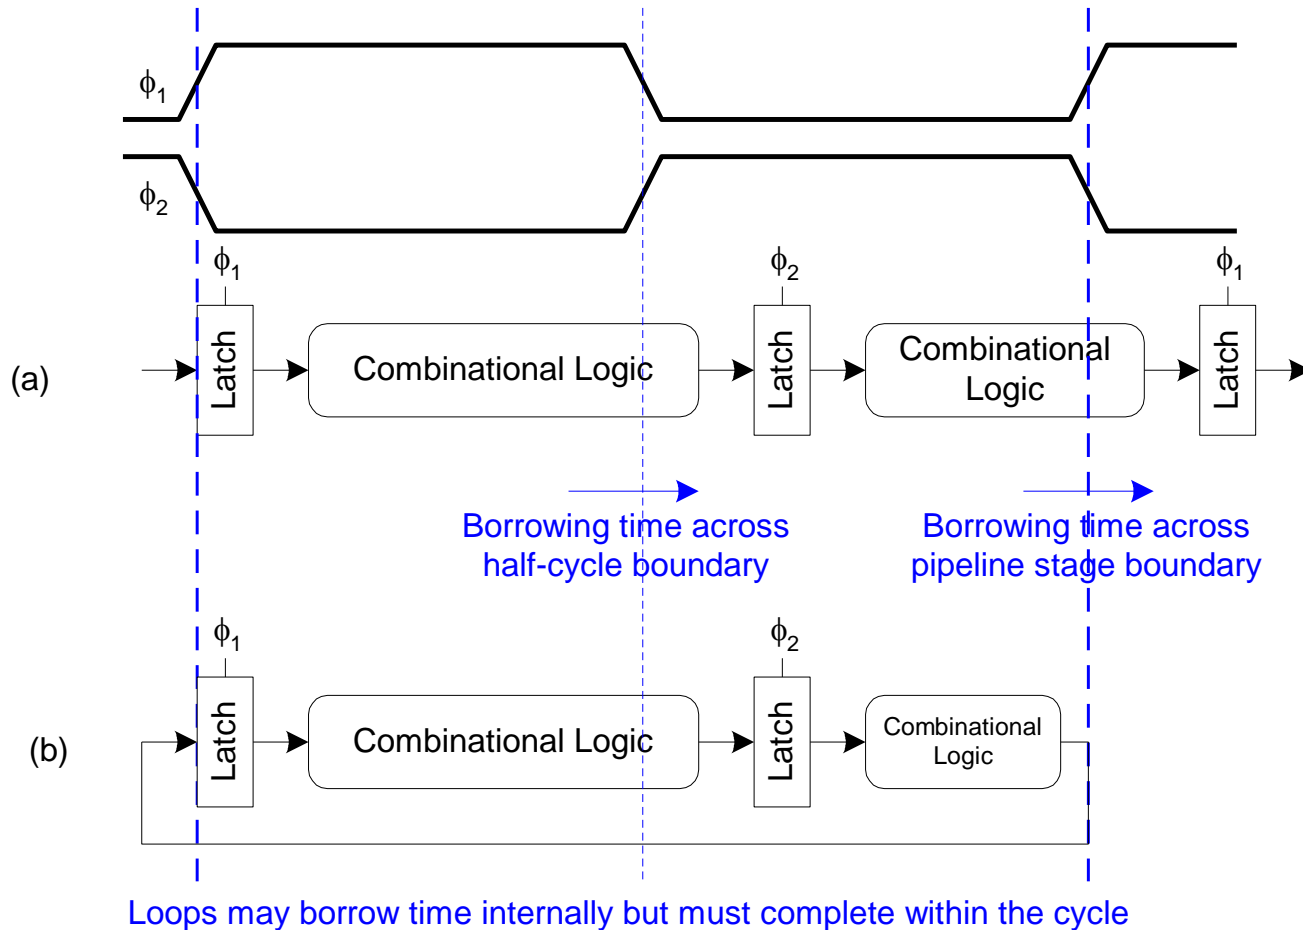 ϕ1
ϕ2
ϕ1
ϕ2
ϕ1
(a)
Latch
Combinational Logic
Latch
Combinational
Logic
Latch
Borrowing time across
half-cycle boundary
Borrowing time across
pipeline stage boundary
ϕ1
ϕ2
(b)
Latch
Combinational Logic
Latch
Combinational
Logic
Loops may borrow time internally but must complete within the cycle